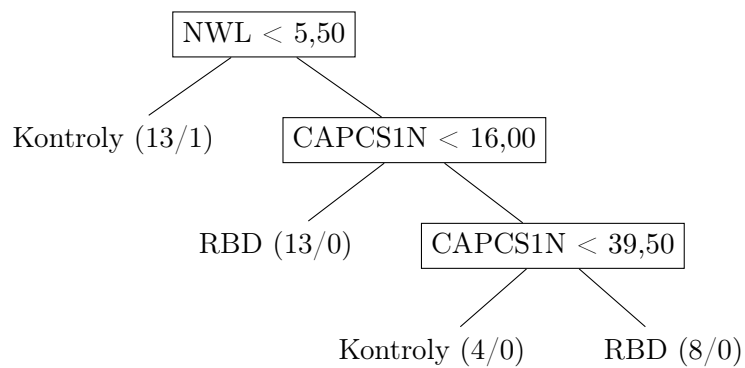 NWL < 5,50
Kontroly (13/1)
CAPCS1N < 16,00
RBD (13/0)
CAPCS1N < 39,50
Kontroly (4/0)
RBD (8/0)